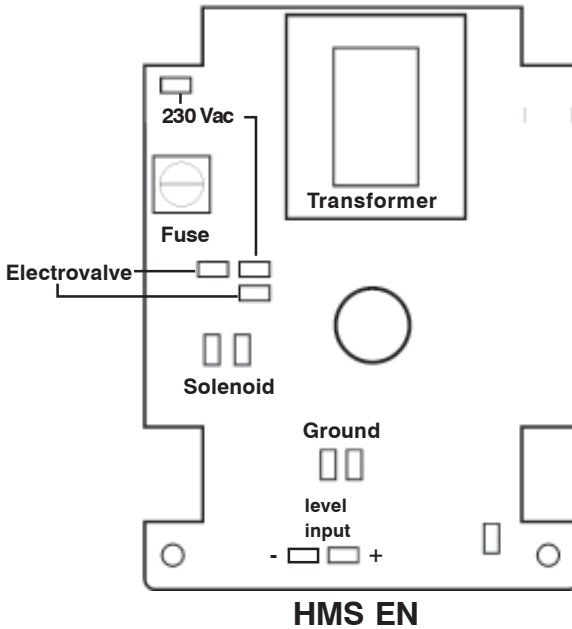 230 Vac
Transformer
Fuse
Electrovalve
Solenoid
Ground
level
input
- +
HMS EN